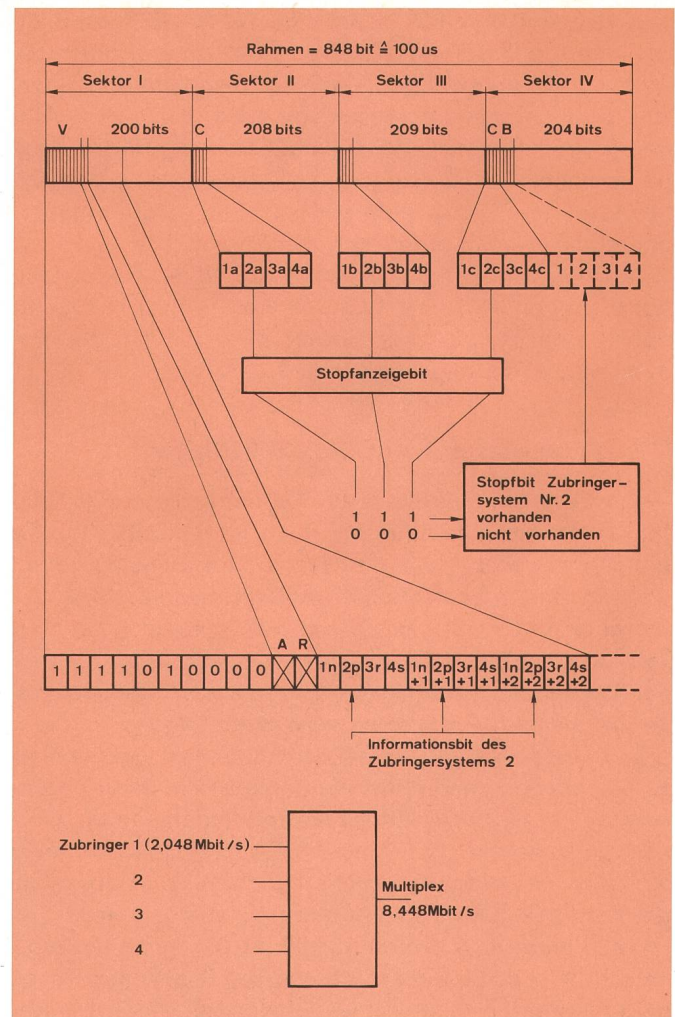 Rahmen = 848 bit ≙ 100 us
Sektor I Sektor II Sektor III Sektor IV
V 200 bits C 208 bits 209 bits C B 204 bits
1a 2a 3a 4a 1b 2b 3b 4b 1c 2c 3c 4c 1 2 3 4
Stopfanzeigebit
Stopfbit Zubringer-
system Nr. 2
1 1 1 vorhanden
0 0 0 nicht vorhanden
A R
1 1 1 1 0 1 0 0 0 0 1n 2p 3r 4s 1n+1 2p+1 3r+1 4s+1 1n+2 2p+2 3r+2 4s+2
Informationsbit des
Zubringersystems 2
Zubringer 1 (2,048 Mbit/s)
2
Multiplex
8,448Mbit/s
3
4